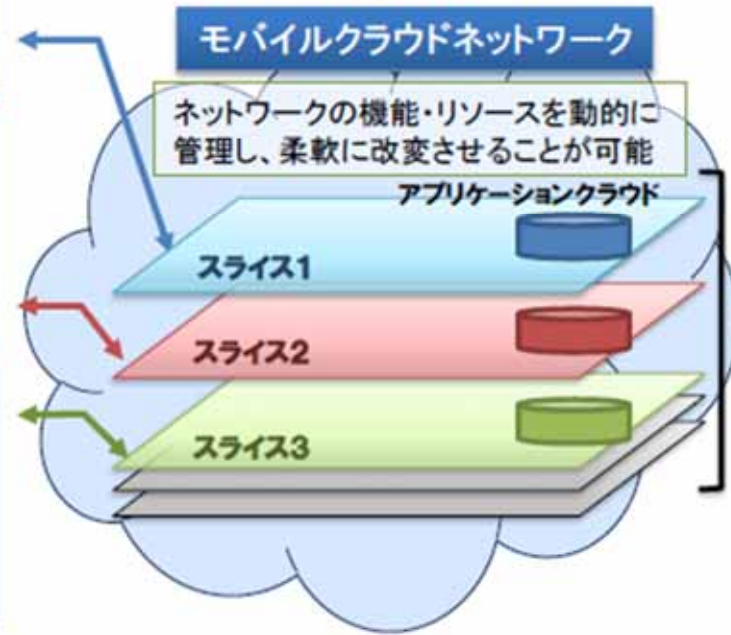 モバイルクラウドネットワーク
ネットワークの機能・リソースを動的に
管理し、柔軟に改変させることが可能
アプリケーションクラウド
スライス1
スライス2
スライス3